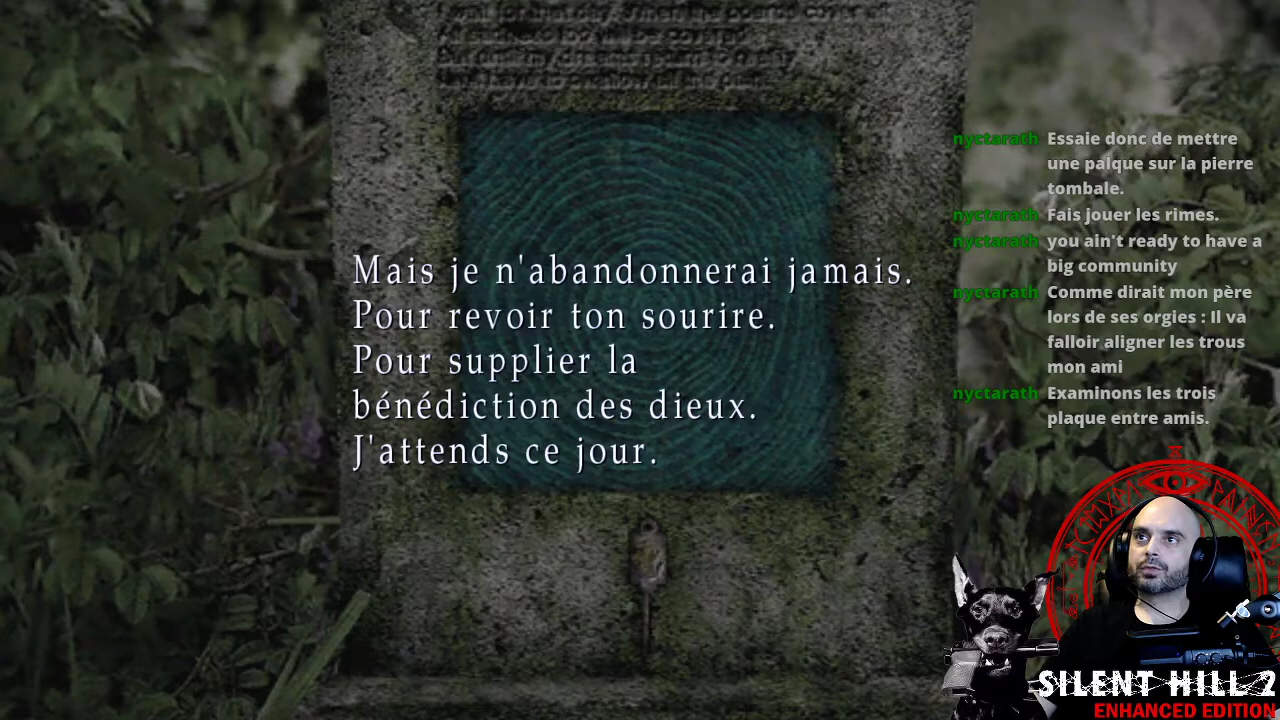 Mais je n'abandonnerai jamais.
Pour revoir ton sourire.
Pour supplier la
bénédiction des dieux.
J'attends ce jour.
nyctarath Essaie donc de mettre
une palque sur la pierre
tombale.
nyctarath Fais jouer les rimes.
nyctarath you ain't ready to have a
big community
nyctarath Comme dirait mon père
lors de ses orgies : Il va
falloir aligner les trous
mon ami
nyctarath Examinons les trois
plaque entre amis.
SILENT HILL 2
ENHANCED EDITION